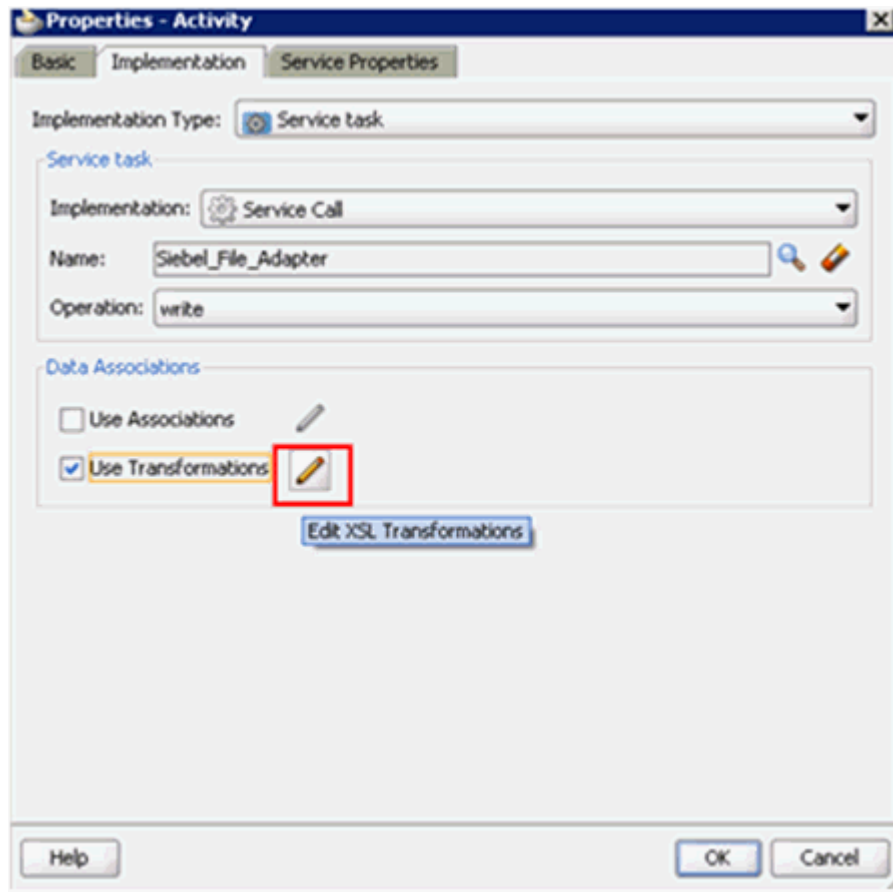 Properties - Activity
Basic Implementation Service Properties
Implementation Type: Service task
Service task
Implementation: Service Call
Name: Siebel_File_Adapter
Operation: write
Data Associations
Use Associations
Use Transformations
Edit XSL Transformations
Help OK Cancel